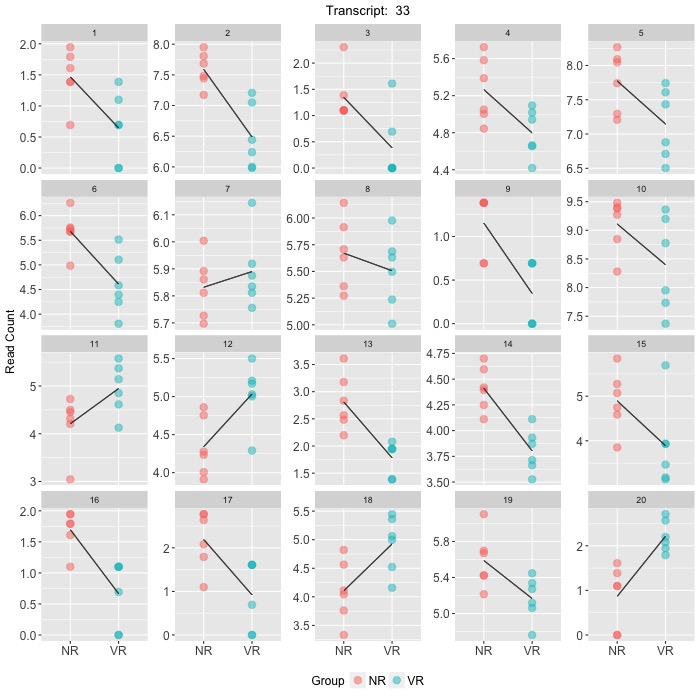 Transcript: 33
1 2 3 4 5
2.0 1.5 1.0 0.5 0.0
8.0 7.5 7.0 6.5 6.0
2.0 1.5 1.0 0.5 0.0
5.6 5.2 4.8 4.4
8.0 7.5 7.0 6.5
6 7 8 9 10
6.0 5.5 5.0 4.5 4.0
6.1 6.0 5.9 5.8 5.7
6.00 5.75 5.50 5.25 5.00
1.0 0.5 0.0
9.5 9.0 8.5 8.0 7.5
Read Count
11 12 13 14 15
5 4 3
5.5 5.0 4.5 4.0
3.5 3.0 2.5 2.0 1.5
4.75 4.50 4.25 4.00 3.75 3.50
5 4
16 17 18 19 20
2.0 1.5 1.0 0.5 0.0
2 1 0
5.5 5.0 4.5 4.0 3.5
5.8 5.4 5.0
2 1 0
NR VR NR VR NR VR NR VR NR VR
Group NR VR